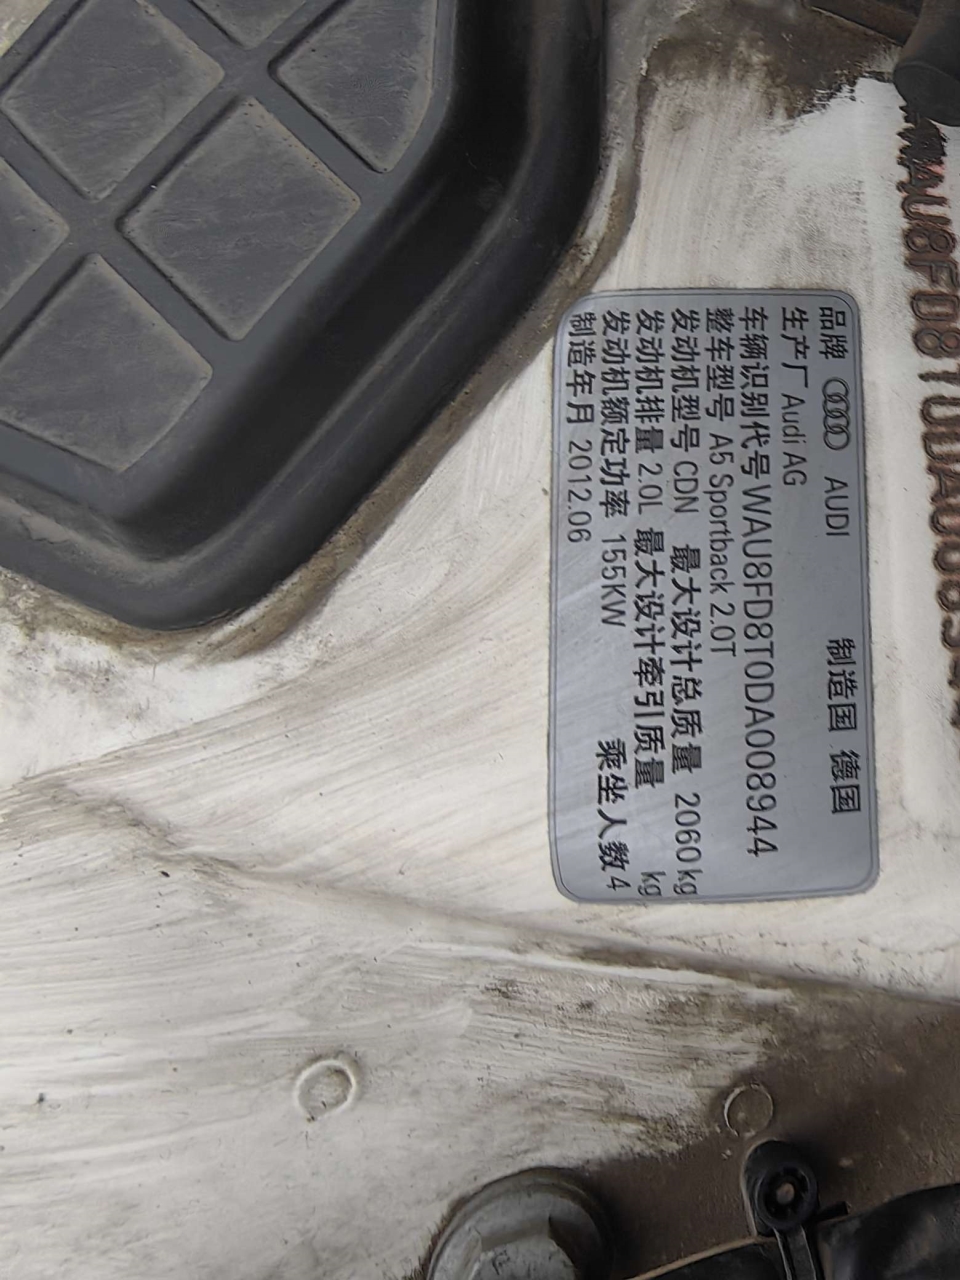 WAU8FD8T0DA008944
品牌 AUDI 制造国 德国
生产厂 Audi AG
车辆识别代号 WAU8FD8T0DA008944
整车型号 A5 Sportback 2.0T
发动机型号 CDN 最大设计总质量 2060 kg
发动机排量 2.0L 最大设计牵引质量 kg
发动机额定功率 155KW 乘坐人数 4
制造年月 2012.06